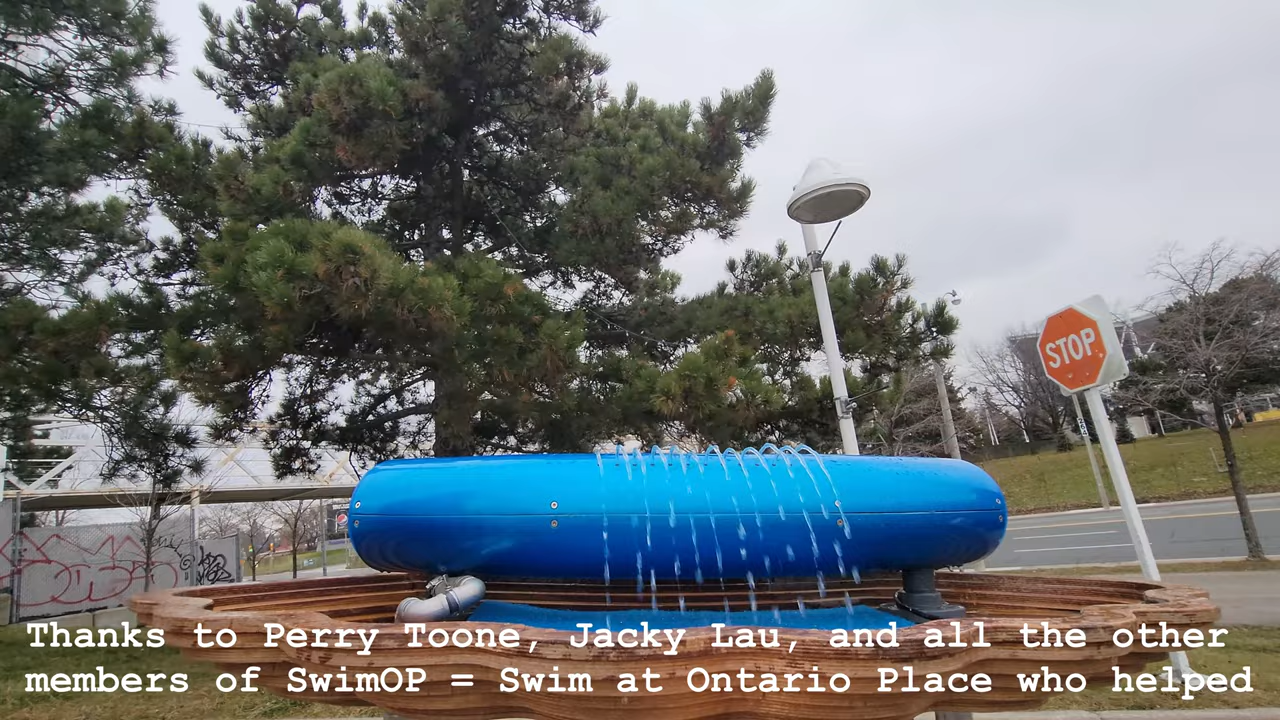 STOP
Thanks to Perry Toone, Jacky Lau, and all the other
members of SwimOP = Swim at Ontario Place who helped